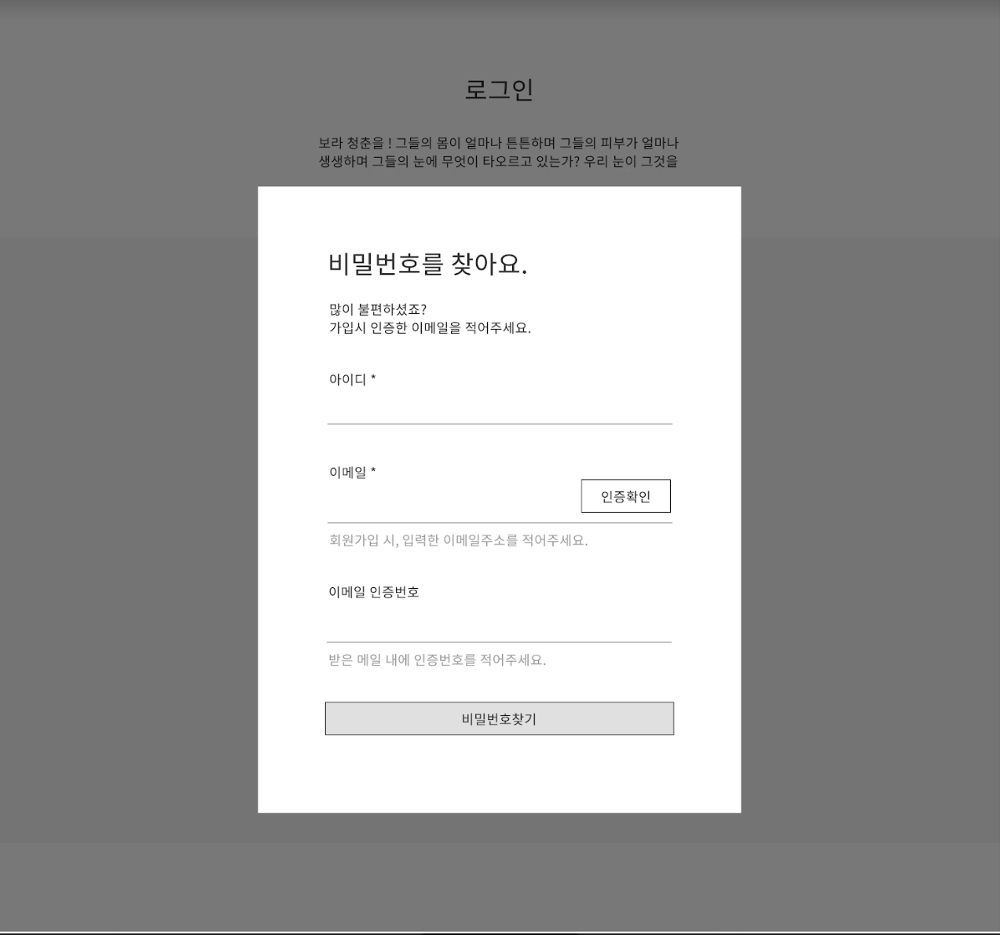 로그인
보라 청춘을 ! 그들의 몸이 얼마나 튼튼하며 그들의 피부가 얼마나
생생하며 그들의 눈에 무엇이 타오르고 있는가? 우리 눈이 그것을
비밀번호를 찾아요.
많이 불편하셨죠?
가입시 인증한 이메일을 적어주세요.
아이디 *
이메일 *
인증확인
회원가입 시, 입력한 이메일주소를 적어주세요.
이메일 인증번호
받은 메일 내에 인증번호를 적어주세요.
비밀번호찾기